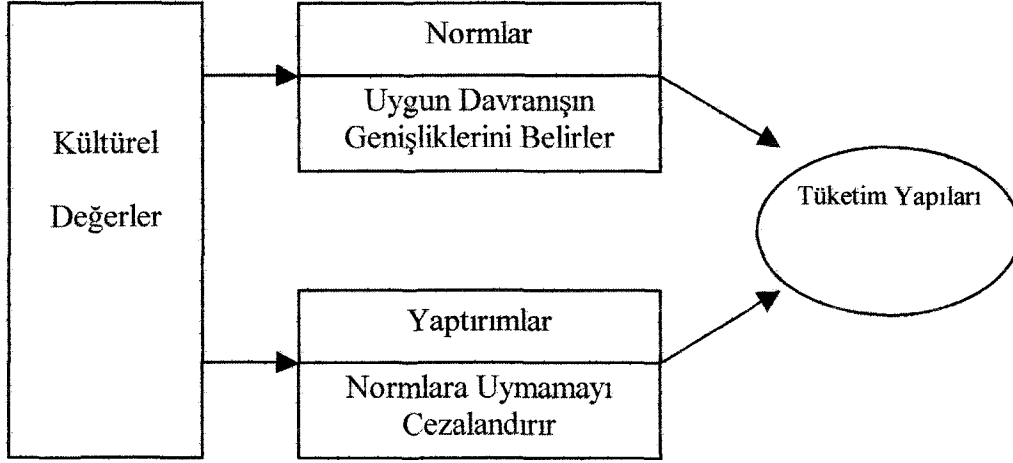 Kültürel
Değerler
Normlar
Uygun Davranışın
Genişliklerini Belirler
Yaptırımlar
Normlara Uymamayı
Cezalandırır
Tüketim Yapıları